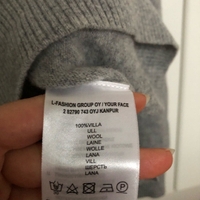 L-FASHION GROUP OY / YOUR FACE
2 52790 743 OYJ KANPUR
100%VILLA
ULL
WOOL
LAINE
WOLLE
LANA
VILL
ШЕРСТЬ
LANA